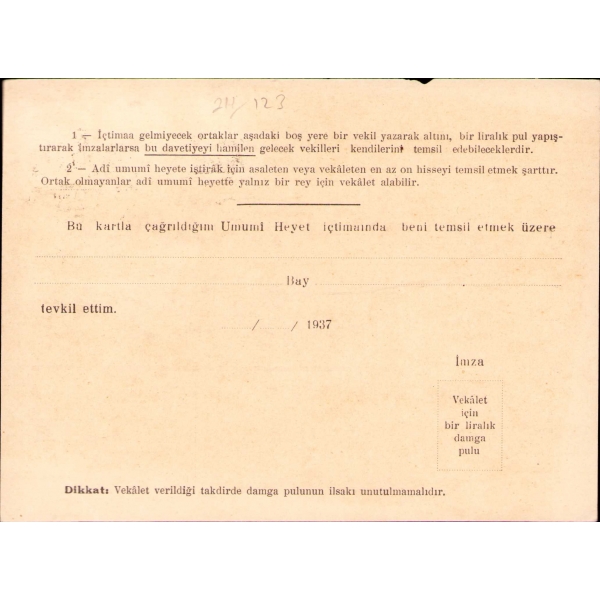 211/123
1 — İçtimaa gelmiyecek ortaklar aşadaki boş yere bir vekil yazarak altını, bir liralık pul yapış-
tırarak imzalarlarsa bu davetiyeyi hamilen gelecek vekilleri kendilerini temsil edebileceklerdir.
2 — Adî umumî heyete iştirâk için asaleten veya vekâleten en az on hisseyi temsil etmek şarttır.
Ortak olmayanlar adî umumî heyette yalnız bir rey için vekâlet alabilir.
Bu kartla çağrıldığım Umumî Heyet içtimaında beni temsil etmek üzere
Bay
tevkil ettim.
/ / 1937
İmza
Vekâlet
için
bir liralık
damga
pulu
Dikkat: Vekâlet verildiği takdirde damga pulunun ilsakı unutulmamalıdır.